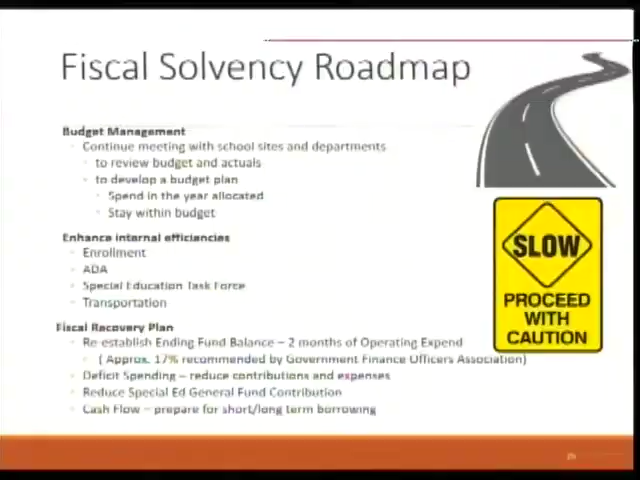 Fiscal Solvency Roadmap
Budget Management
Continue meeting with school sites and departments
to review budget and actuals
to develop a budget plan
Spend in the year allocated
Stay within budget
Enhance internal efficiencies
Enrollment
ADA
Special Education Task Force
Transportation
SLOW
PROCEED
WITH
CAUTION
Fiscal Recovery Plan
Re-establish Ending Fund Balance – 2 months of Operating Expend
( Approx. 17% recommended by Government Finance Officers Association)
Deficit Spending – reduce contributions and expenses
Reduce Special Ed General Fund Contribution
Cash Flow – prepare for short/long term borrowing